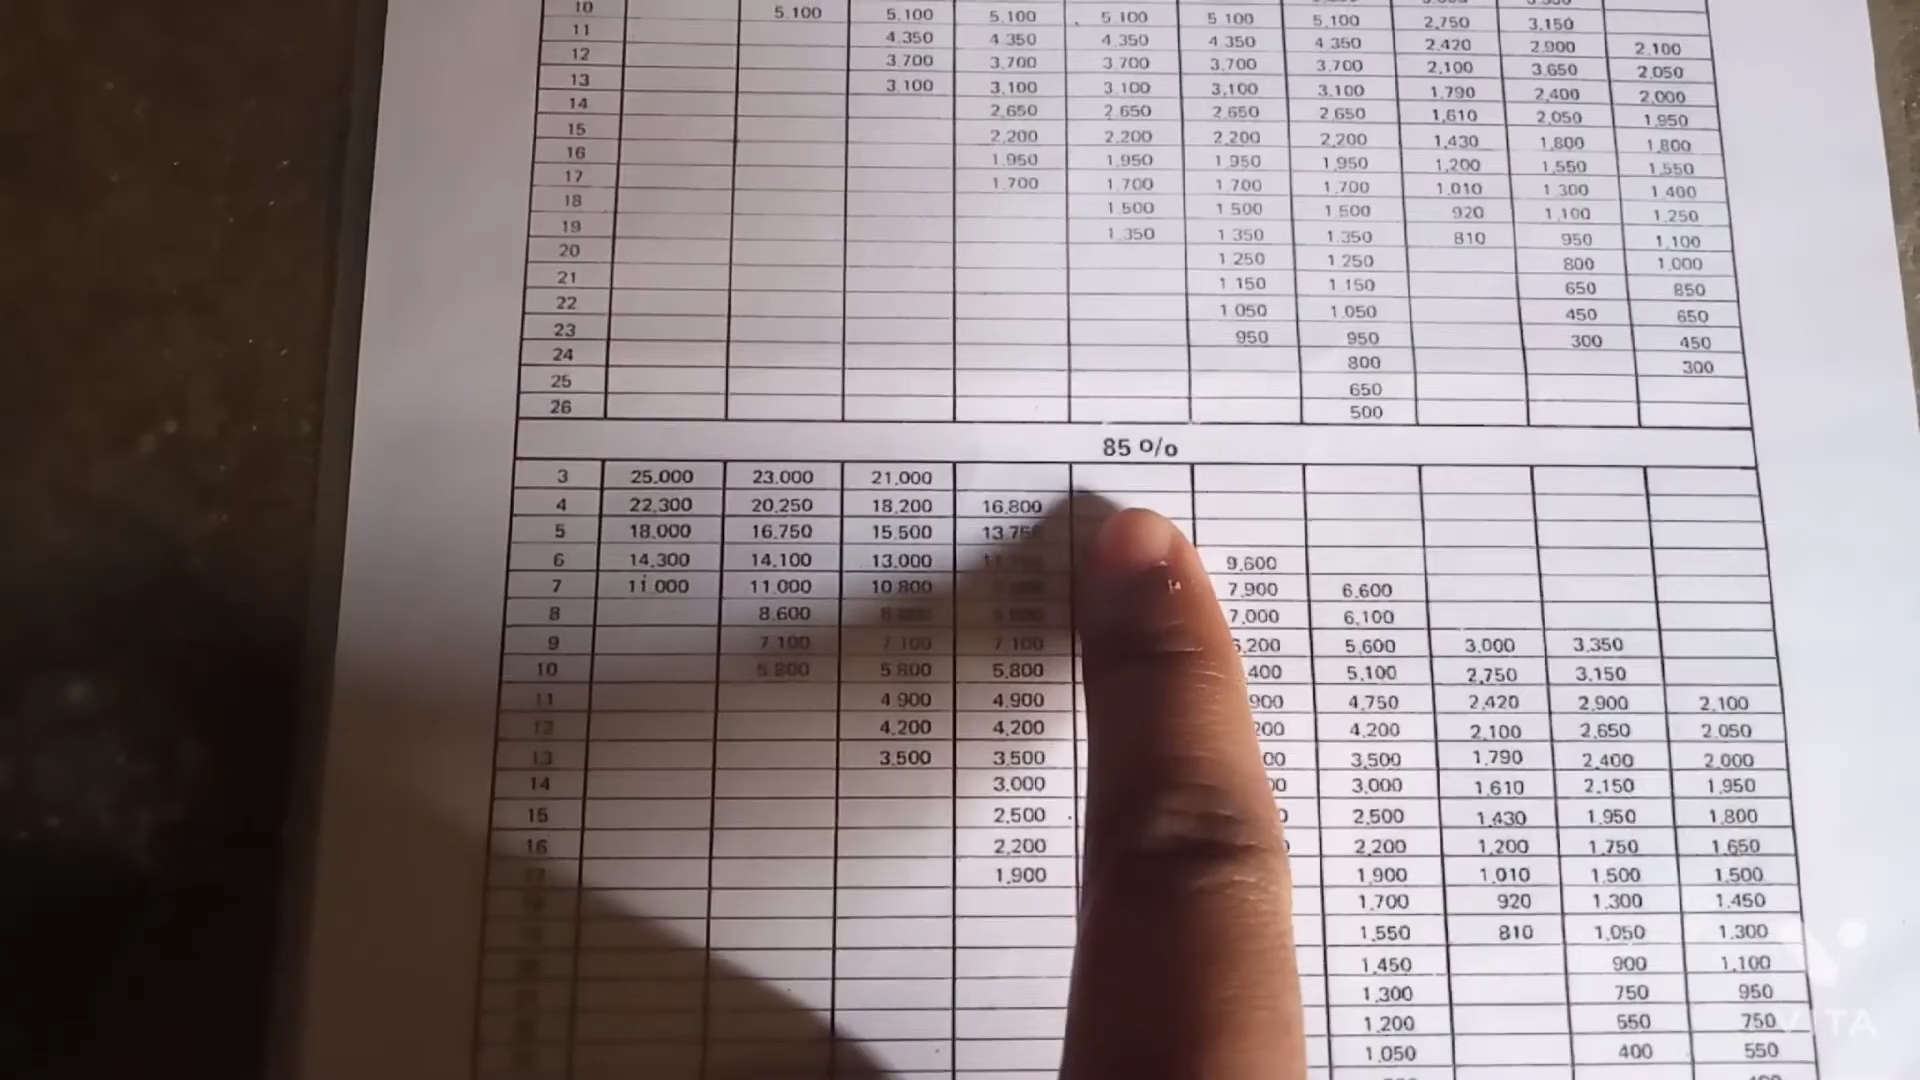 10 5.100 5,100 5,100 5 100 5 100 5,100 2,750 3,150
11 4.350 4 350 4 350 4 350 4 350 2,420 2.900 2,100
12 3.700 3,700 3,700 3,700 3.700 2,100 3,650 2,050
13 3.100 3,100 3.100 3,100 3.100 1,790 2,400 2,000
14 2,650 2.650 2,650 2 650 1,610 2,050 1,950
15 2,200 2,200 2,200 2,200 1,430 1,800 1,800
16 1,950 1,950 1,950 1,950 1,200 1,550 1,550
17 1.700 1.700 1 700 1.700 1,010 1 300 1 400
18 1.500 1 500 1 500 920 1,100 1,250
19 1.350 1 350 1.350 810 950 1,100
20 1 250 1.250 800 1,000
21 1 150 1 150 650 850
22 1 050 1.050 450 650
23 950 950 300 450
24 800 300
25 650
26 500
85 %
3 25.000 23.000 21,000
4 22,300 20,250 18,200 16,800
5 18,000 16,750 15,500
6 14,300 14,100 13,000 9,600
7 11 000 11.000 10 800 7,900 6,600
8 8.600 7,000 6,100
9 7 100 7 100 7 100 5,600 3,000 3,350
10 5.800 5 800 5,800 5,100 2,750 3,150
11 4 900 4,900 4,750 2,420 2,900 2,100
12 4,200 4,200 4,200 2,100 2,650 2,050
13 3,500 3,500 3,500 1,790 2,400 2,000
14 3.000 3,000 1,610 2,150 1,950
15 2,500 2,500 1,430 1,950 1,800
16 2,200 2,200 1,200 1,750 1,650
1,900 1,900 1,010 1,500 1,500
1,700 920 1,300 1,450
1,550 810 1,050 1,300
1,450 900 1,100
1,300 750 950
1,200 550 750
1,050 400 550
VITA